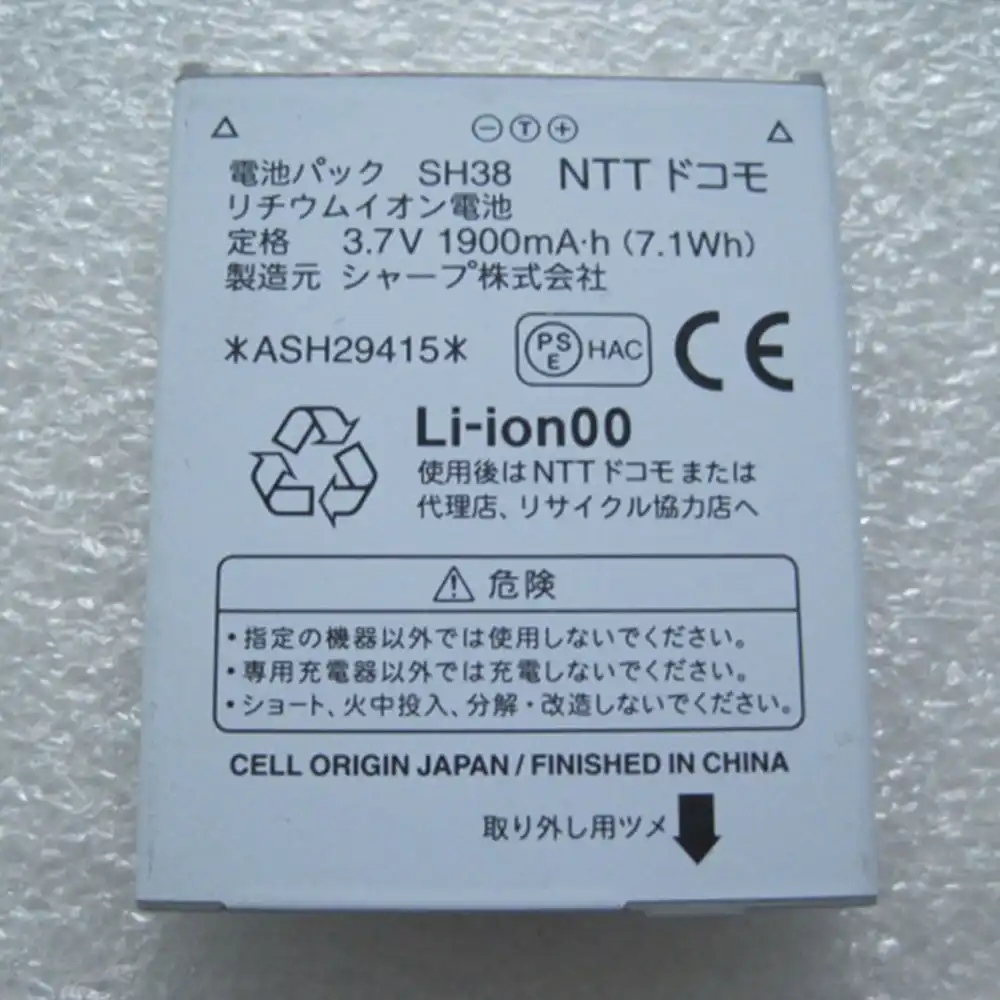 ⊖ Ⓣ ⊕
電池パック SH38 NTT ドコモ
リチウムイオン電池
定格 3.7V 1900mA·h (7.1Wh)
製造元 シャープ株式会社
*ASH29415*
PSE HAC CE
Li-ion00
使用後はNTT ドコモ または
代理店、リサイクル協力店へ
危険
・指定の機器以外では使用しないでください。
・専用充電器以外では充電しないでください。
・ショート、火中投入、分解・改造しないでください。
CELL ORIGIN JAPAN / FINISHED IN CHINA
取り外し用ツメ